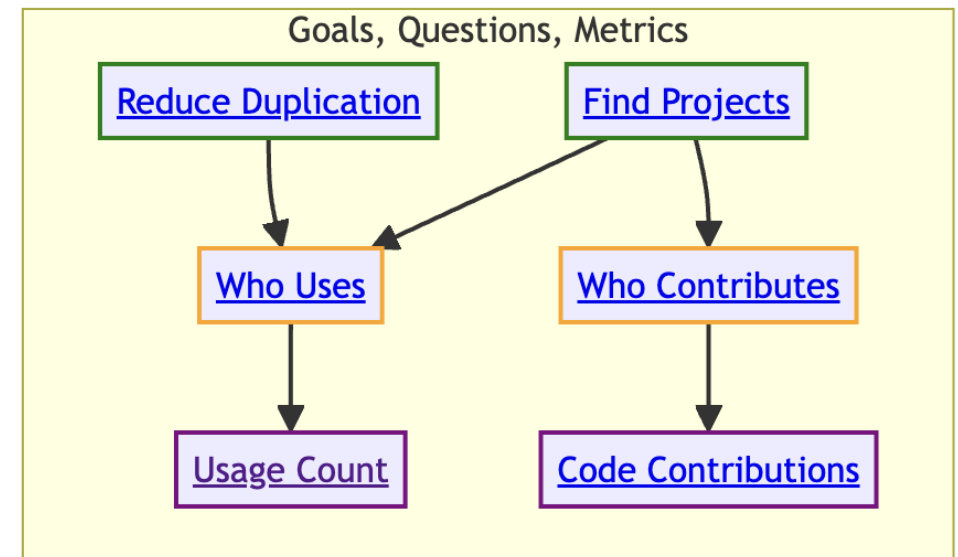 Goals, Questions, Metrics
Reduce Duplication
Find Projects
Who Uses
Who Contributes
Usage Count
Code Contributions